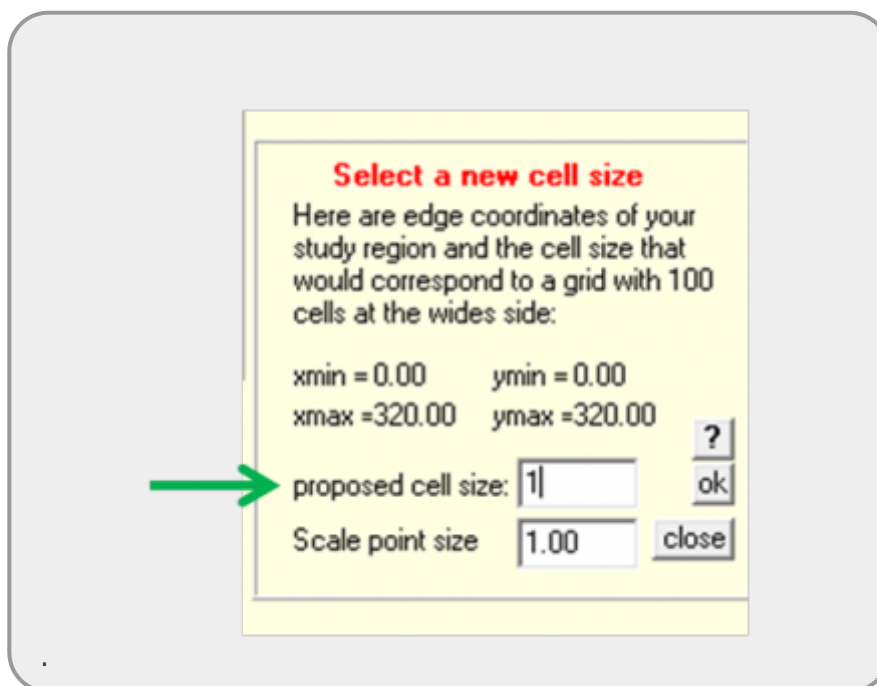 Select a new cell size
Here are edge coordinates of your
study region and the cell size that
would correspond to a grid with 100
cells at the wides side:
xmin = 0.00 ymin = 0.00
xmax =320.00 ymax =320.00
?
proposed cell size: 1 ok
Scale point size 1.00 close
.